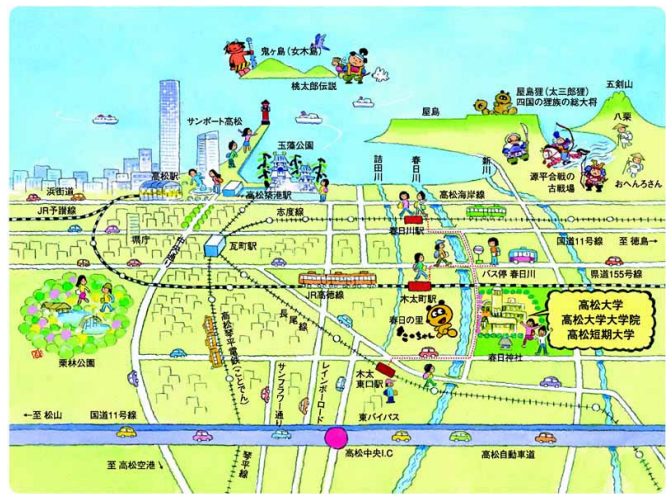 鬼ヶ島(女木島)
桃太郎伝説
サンポート高松
玉藻公園
屋島
屋島狸(太三郎狸)
四国の狸族の総大将
五剣山
八栗
源平合戦の
古戦場
おへんろさん
高松駅
高松築港駅
詰田川
春日川
新川
浜街道
高松海岸線
JR予讃線
志度線
県庁
中央通り
瓦町駅
春日川駅
国道11号線
至 徳島→
バス停 春日川
県道155号線
JR高徳線
木太町駅
長尾線
春日の里
高松大学
高松大学大学院
高松短期大学
春日神社
栗林公園
高松琴平電鉄(ことでん)
サンフラワー通り
レインボーロード
木太
東口駅
東バイパス
←至 松山
国道11号線
高松中央I.C
高松自動車道
至 高松空港
琴平線